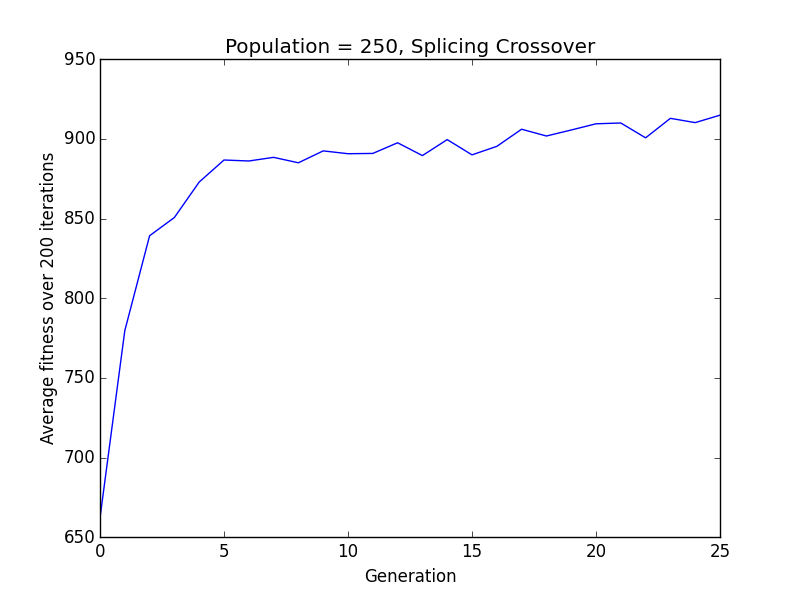 Population = 250, Splicing Crossover
950
900
850
800
750
700
650
Average fitness over 200 iterations
0 5 10 15 20 25
Generation